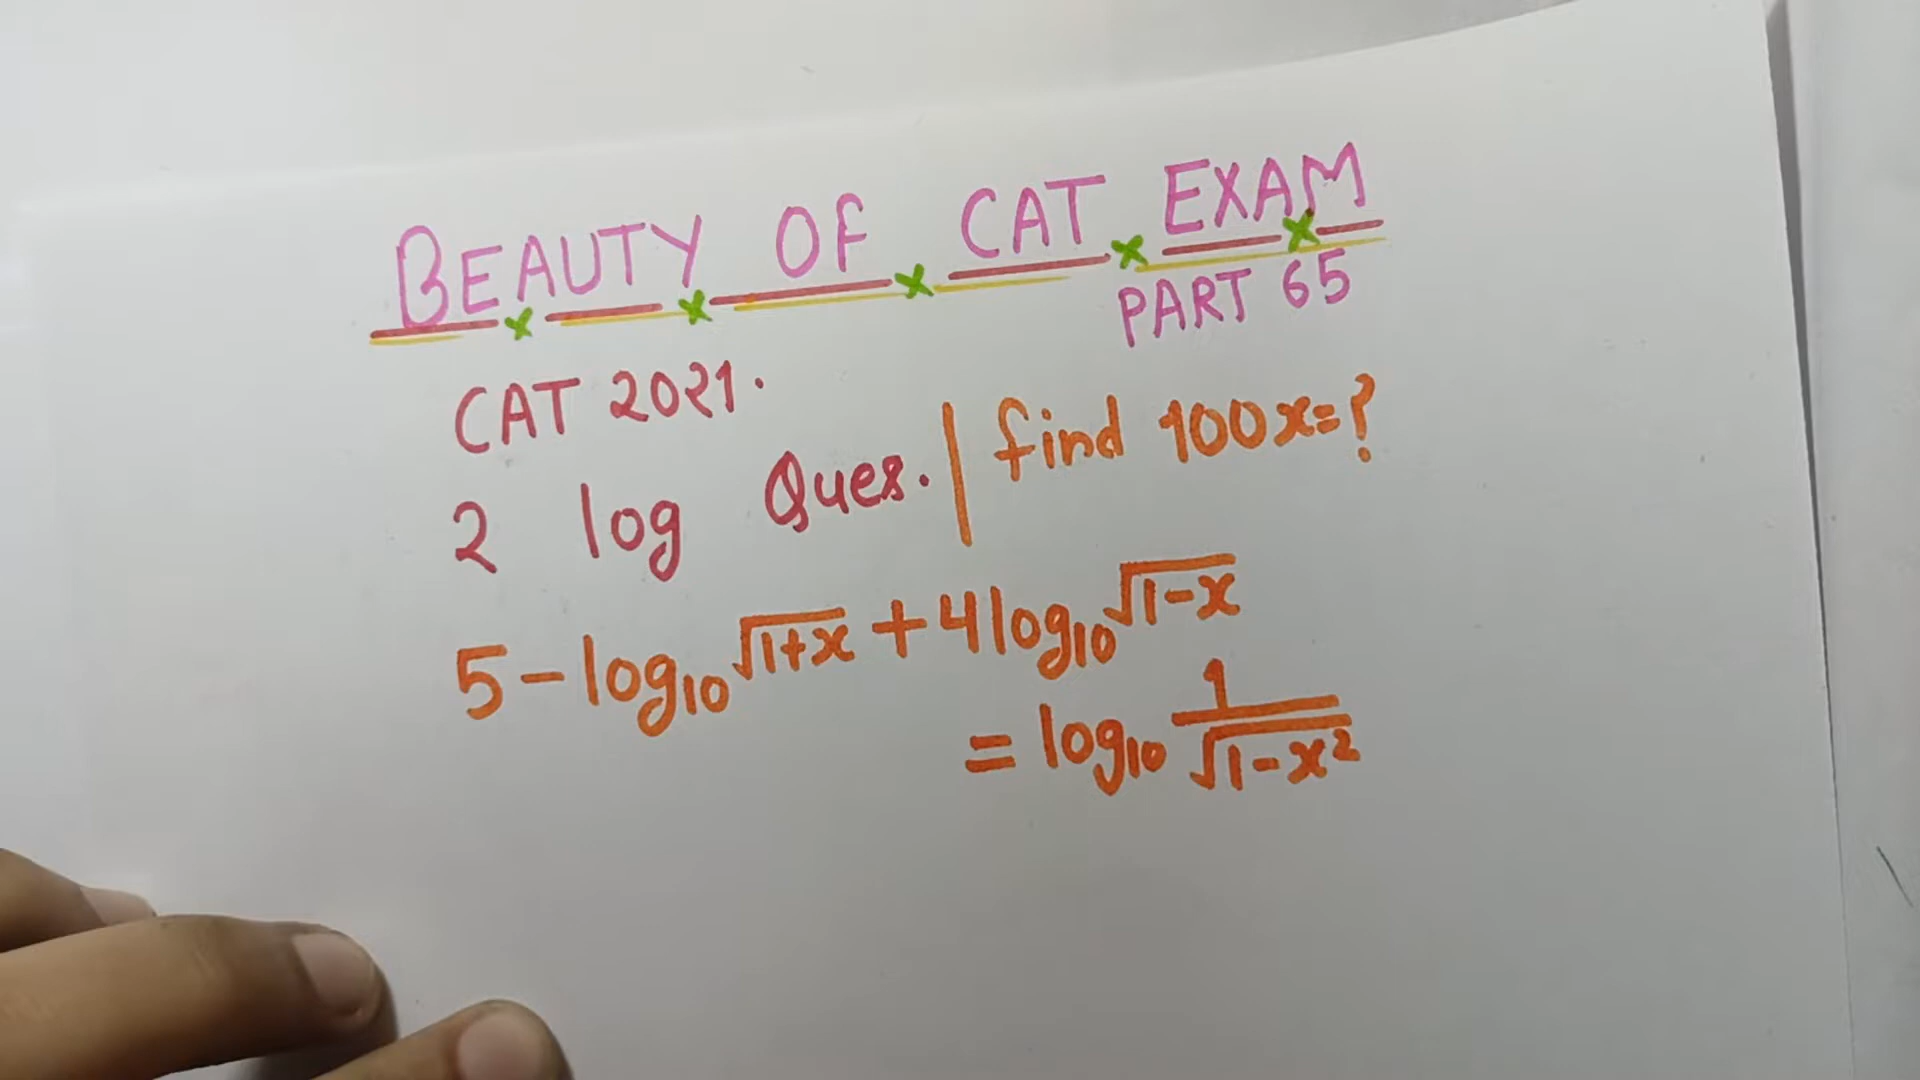 BEAUTY OF CAT EXAM
PART 65
CAT 2021.
2 log Ques. | find 100x=?
5-log₁₀√(1+x) + 4log₁₀√(1-x)
= log₁₀ 1/√(1-x²)